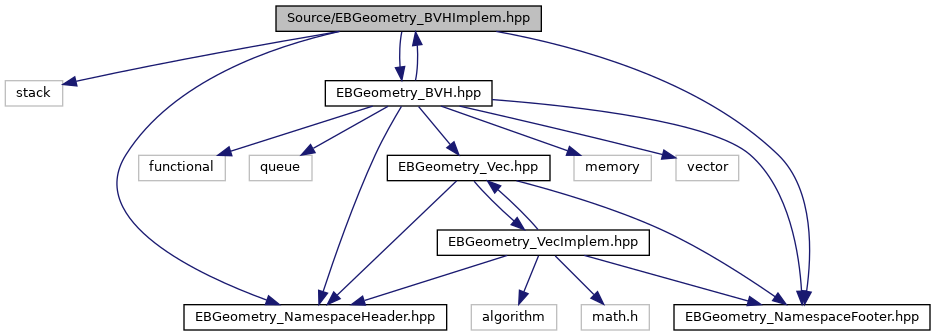 Source/EBGeometry_BVHImplem.hpp
stack
EBGeometry_BVH.hpp
functional
queue
EBGeometry_Vec.hpp
memory
vector
EBGeometry_VecImplem.hpp
EBGeometry_NamespaceHeader.hpp
algorithm
math.h
EBGeometry_NamespaceFooter.hpp